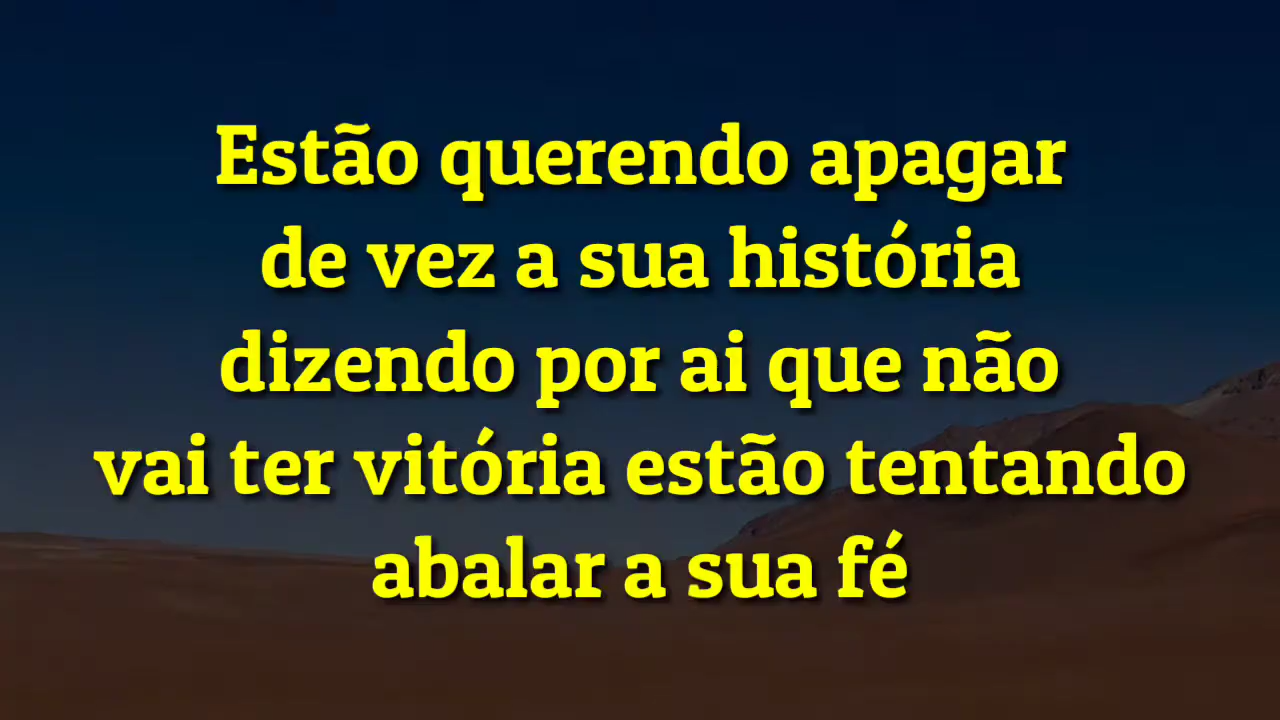 Estão querendo apagar
de vez a sua história
dizendo por ai que não
vai ter vitória estão tentando
abalar a sua fé